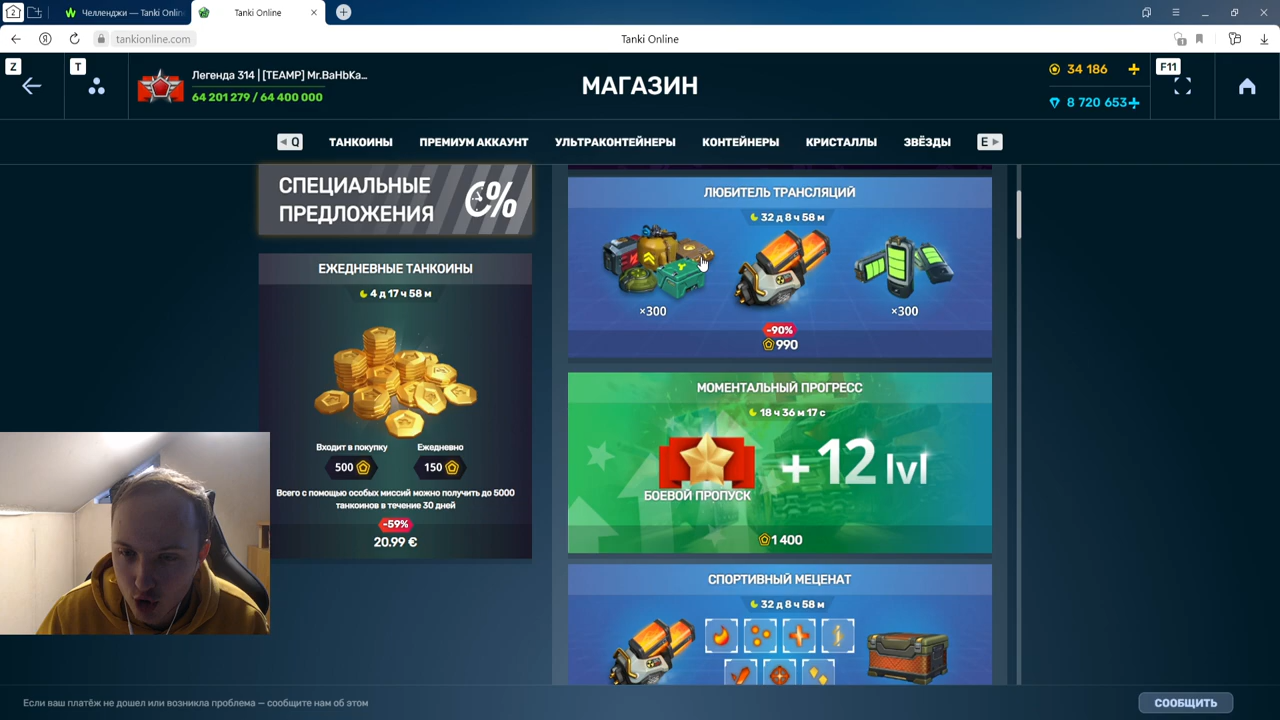 2
Челленджи — Tanki Onlin
Tanki Online
tankionline.com
Tanki Online
Z
T
Легенда 314 | [TEAMP] Mr.BaHbKa...
64 201 279 / 64 400 000
МАГАЗИН
34 186
8 720 653
F11
Q
ТАНКОИНЫ
ПРЕМИУМ АККАУНТ
УЛЬТРАКОНТЕЙНЕРЫ
КОНТЕЙНЕРЫ
КРИСТАЛЛЫ
ЗВЁЗДЫ
E
СПЕЦИАЛЬНЫЕ
ПРЕДЛОЖЕНИЯ
%
ЕЖЕДНЕВНЫЕ ТАНКОИНЫ
4 д 17 ч 58 м
Входит в покупку
Ежедневно
500
150
Всего с помощью особых миссий можно получить до 5000
танкоинов в течение 30 дней
-59%
20.99 €
ЛЮБИТЕЛЬ ТРАНСЛЯЦИЙ
32 д 8 ч 58 м
×300
×300
-90%
990
МОМЕНТАЛЬНЫЙ ПРОГРЕСС
18 ч 36 м 17 с
БОЕВОЙ ПРОПУСК
+12 lvl
1 400
СПОРТИВНЫЙ МЕЦЕНАТ
32 д 8 ч 58 м
Если ваш платёж не дошел или возникла проблема — сообщите нам об этом
СООБЩИТЬ